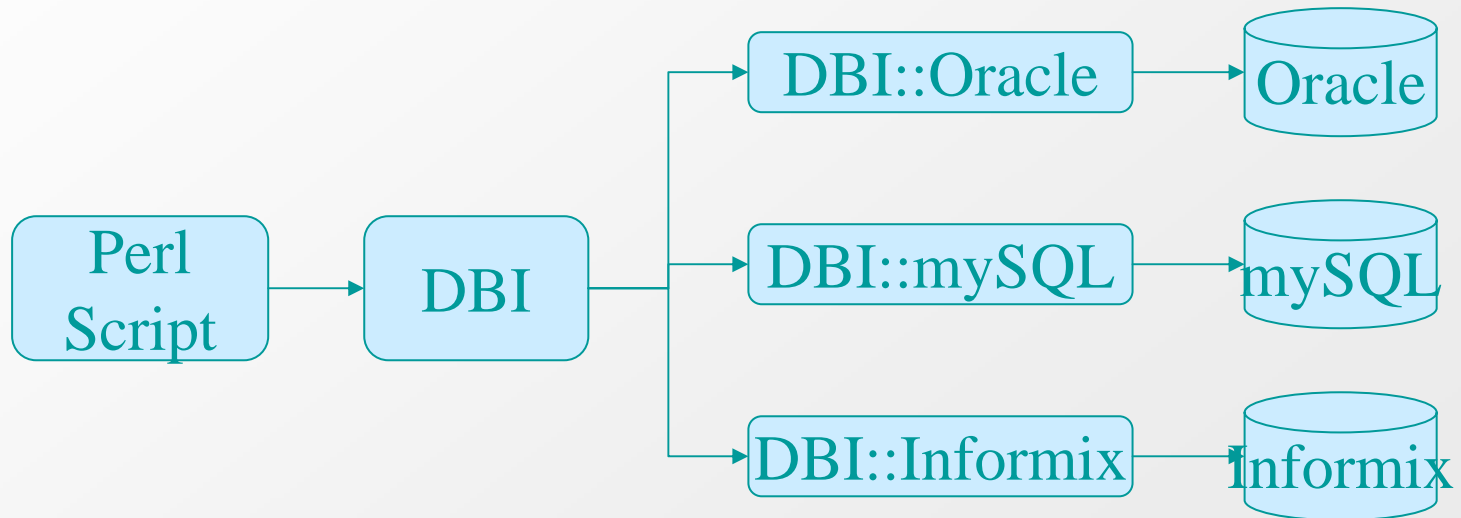 Perl
Script
DBI
DBI::Oracle
Oracle
DBI::mySQL
mySQL
DBI::Informix
Informix